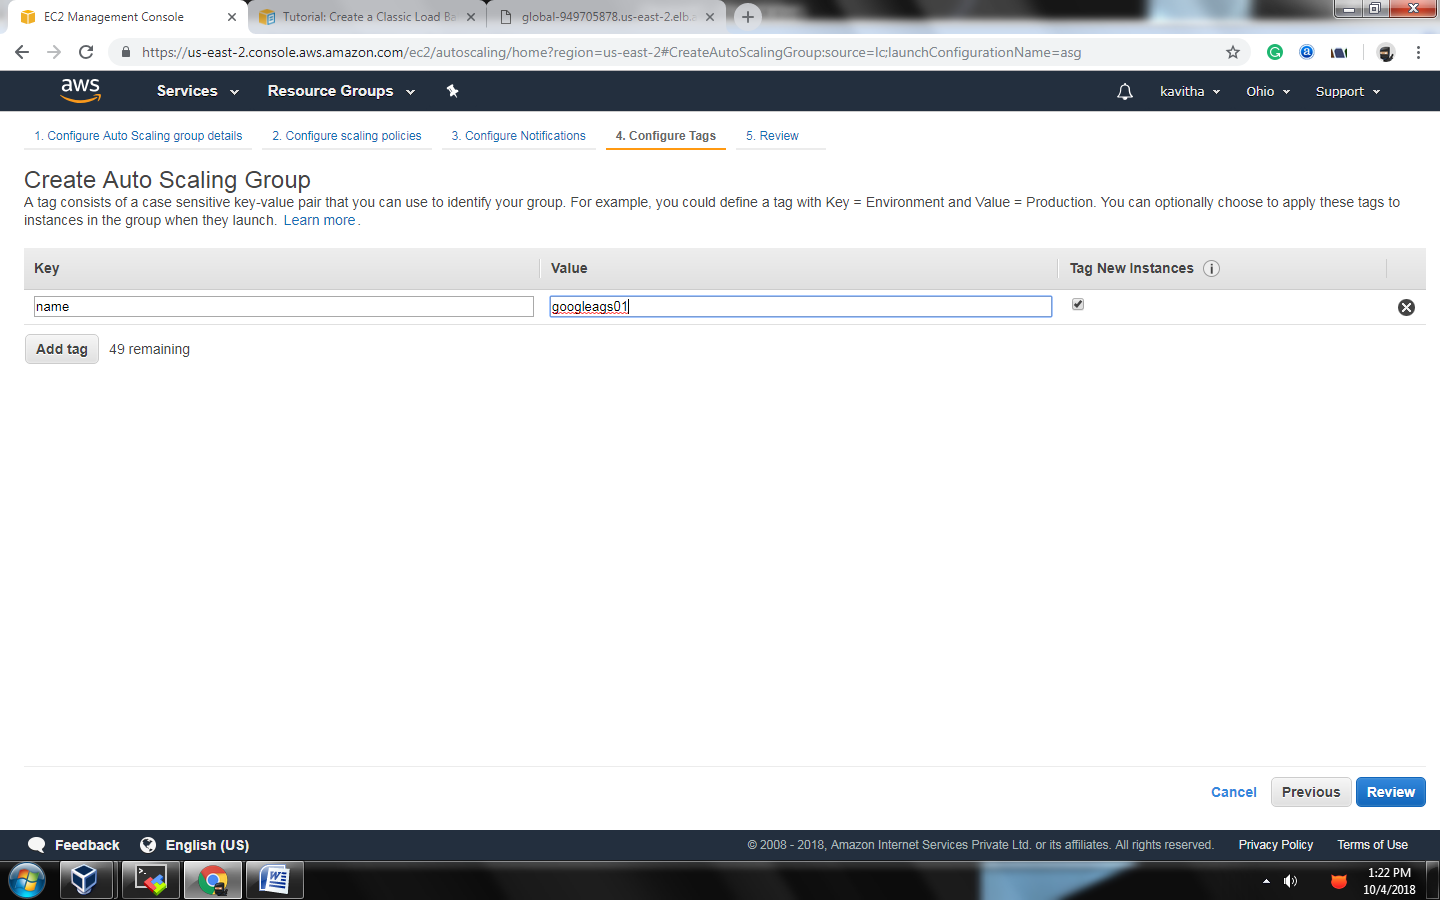 EC2 Management Console
Tutorial: Create a Classic Load Ba
global-949705878.us-east-2.elb.a
https://us-east-2.console.aws.amazon.com/ec2/autoscaling/home?region=us-east-2#CreateAutoScalingGroup:source=lc;launchConfigurationName=asg
aws Services Resource Groups kavitha Ohio Support
1. Configure Auto Scaling group details 2. Configure scaling policies 3. Configure Notifications 4. Configure Tags 5. Review
Create Auto Scaling Group
A tag consists of a case sensitive key-value pair that you can use to identify your group. For example, you could define a tag with Key = Environment and Value = Production. You can optionally choose to apply these tags to
instances in the group when they launch. Learn more.
Key Value Tag New Instances
name googleags01
Add tag 49 remaining
Cancel Previous Review
Feedback English (US) © 2008 - 2018, Amazon Internet Services Private Ltd. or its affiliates. All rights reserved. Privacy Policy Terms of Use
1:22 PM
10/4/2018